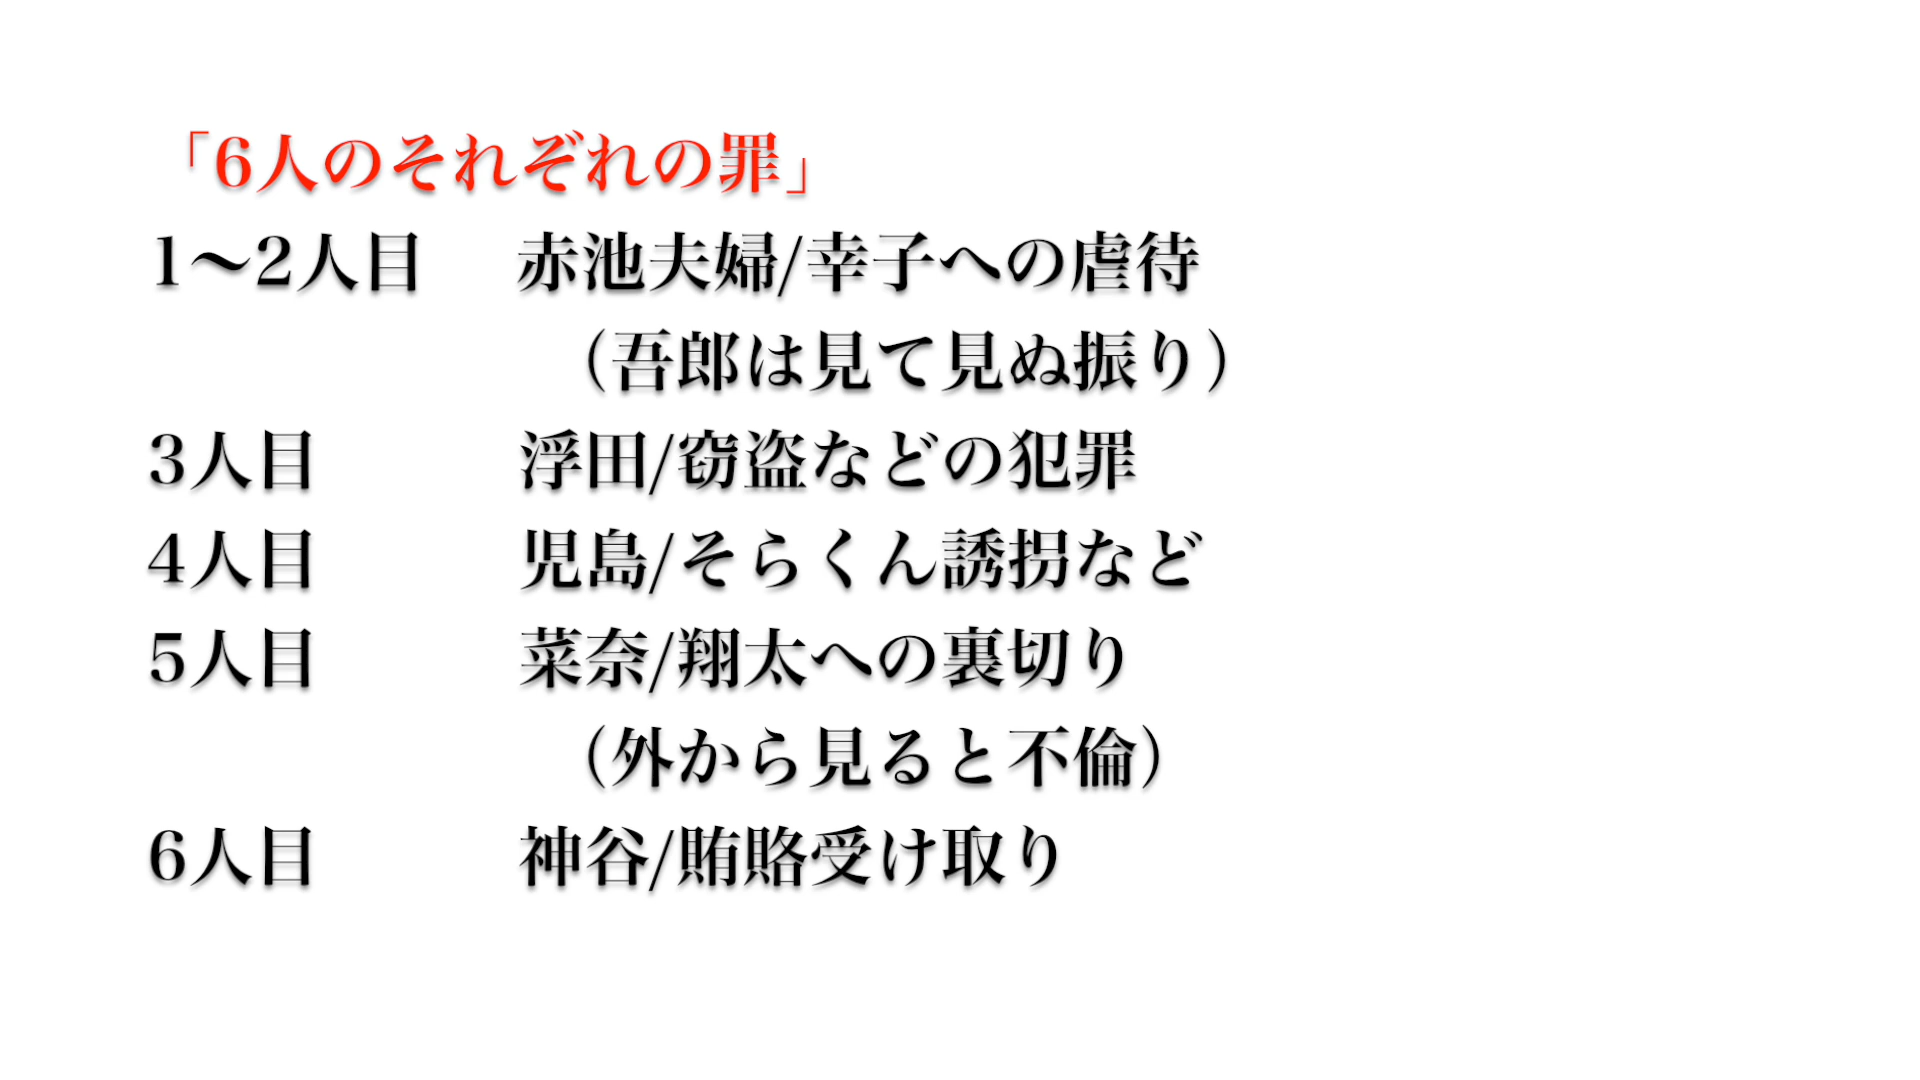 「6人のそれぞれの罪」
1〜2人目 赤池夫婦/幸子への虐待
（吾郎は見て見ぬ振り）
3人目 浮田/窃盗などの犯罪
4人目 児島/そらくん誘拐など
5人目 菜奈/翔太への裏切り
（外から見ると不倫）
6人目 神谷/賄賂受け取り